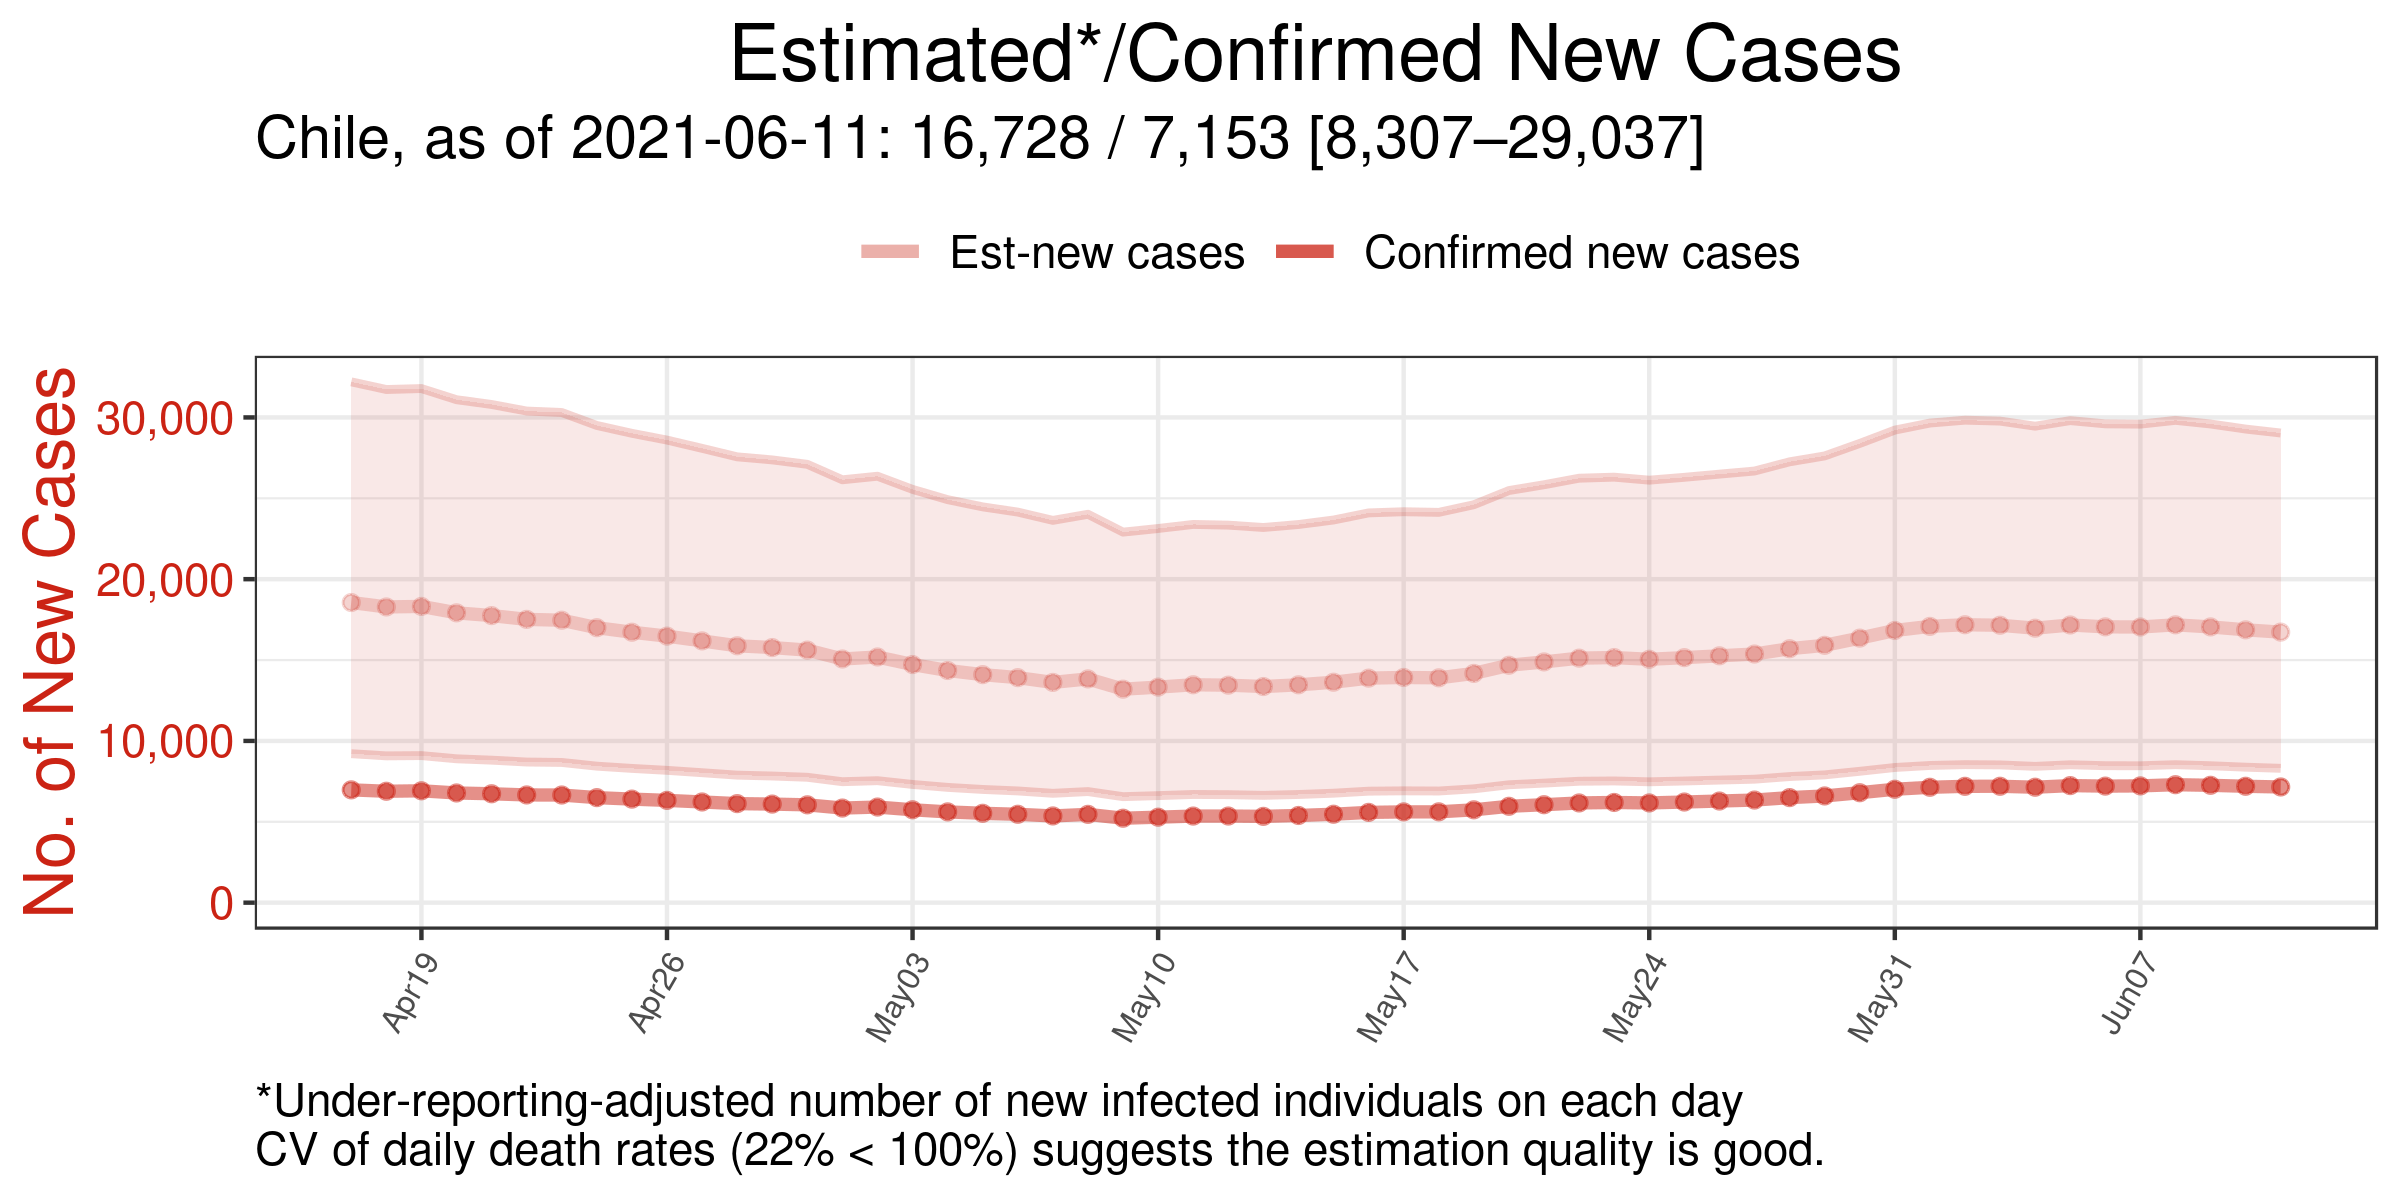 Estimated*/Confirmed New Cases
Chile, as of 2021-06-11: 16,728 / 7,153 [8,307–29,037]
Est-new cases
Confirmed new cases
No. of New Cases
30,000
20,000
10,000
0
Apr19
Apr26
May03
May10
May17
May24
May31
Jun07
*Under-reporting-adjusted number of new infected individuals on each day
CV of daily death rates (22% < 100%) suggests the estimation quality is good.